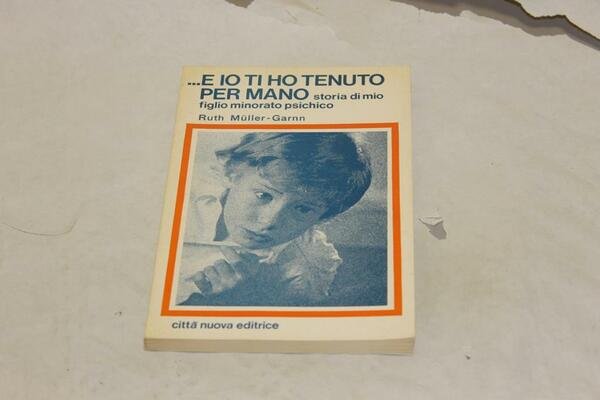 ...E IO TI HO TENUTO
PER MANO storia di mio
figlio minorato psichico
Ruth Müller-Garnn
città nuova editrice